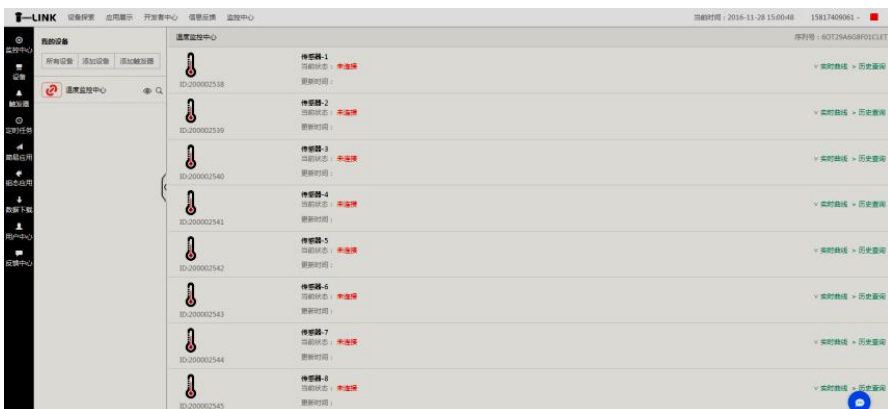 T-LINK 设备探索 应用展示 开发者中心 信息反馈 监控中心
当前时间：2016-11-28 15:00:48 15817409061
监控中心
设备
触发器
定时任务
组态应用
数据下载
用户中心
反馈中心
我的设备
所有设备 添加设备 添加触发器
温度监控中心
温度监控中心
序列号：6OT29A6G8F01CLET
传感器-1
当前状态：未连接
更新时间：
ID:200002538
实时曲线 历史查询
传感器-2
当前状态：未连接
更新时间：
ID:200002539
实时曲线 历史查询
传感器-3
当前状态：未连接
更新时间：
ID:200002540
实时曲线 历史查询
传感器-4
当前状态：未连接
更新时间：
ID:200002541
实时曲线 历史查询
传感器-5
当前状态：未连接
更新时间：
ID:200002542
实时曲线 历史查询
传感器-6
当前状态：未连接
更新时间：
ID:200002543
实时曲线 历史查询
传感器-7
当前状态：未连接
更新时间：
ID:200002544
实时曲线 历史查询
传感器-8
当前状态：未连接
更新时间：
ID:200002545
实时曲线 历史查询